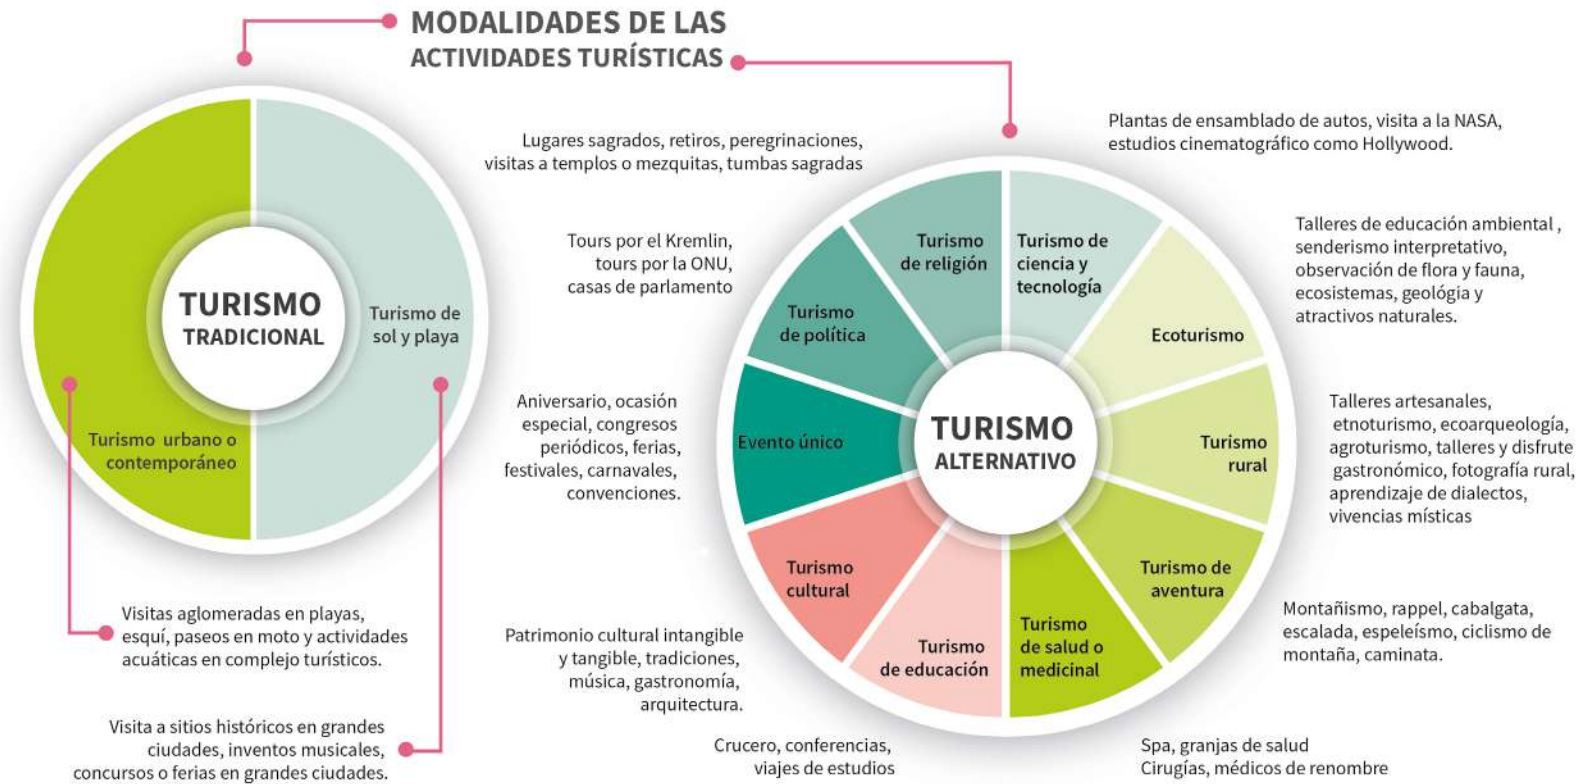 MODALIDADES DE LAS
ACTIVIDADES TURÍSTICAS
TURISMO
TRADICIONAL
Turismo de
sol y playa
Turismo urbano o
contemporáneo
Visitas aglomeradas en playas,
esquí, paseos en moto y actividades
acuáticas en complejo turísticos.
Visita a sitios históricos en grandes
ciudades, inventos musicales,
concursos o ferias en grandes ciudades.
TURISMO
ALTERNATIVO
Turismo de
ciencia y
tecnología
Plantas de ensamblado de autos, visita a la NASA,
estudios cinematográfico como Hollywood.
Ecoturismo
Talleres de educación ambiental ,
senderismo interpretativo,
observación de flora y fauna,
ecosistemas, geológia y
atractivos naturales.
Turismo
rural
Talleres artesanales,
etnoturismo, ecoarqueología,
agroturismo, talleres y disfrute
gastronómico, fotografía rural,
aprendizaje de dialectos,
vivencias místicas
Turismo de
aventura
Montañismo, rappel, cabalgata,
escalada, espeleísmo, ciclismo de
montaña, caminata.
Turismo
de salud o
medicinal
Spa, granjas de salud
Cirugías, médicos de renombre
Turismo
de educación
Crucero, conferencias,
viajes de estudios
Turismo
cultural
Patrimonio cultural intangible
y tangible, tradiciones,
música, gastronomía,
arquitectura.
Evento único
Aniversario, ocasión
especial, congresos
periódicos, ferias,
festivales, carnavales,
convenciones.
Turismo
de política
Tours por el Kremlin,
tours por la ONU,
casas de parlamento
Turismo
de religión
Lugares sagrados, retiros, peregrinaciones,
visitas a templos o mezquitas, tumbas sagradas